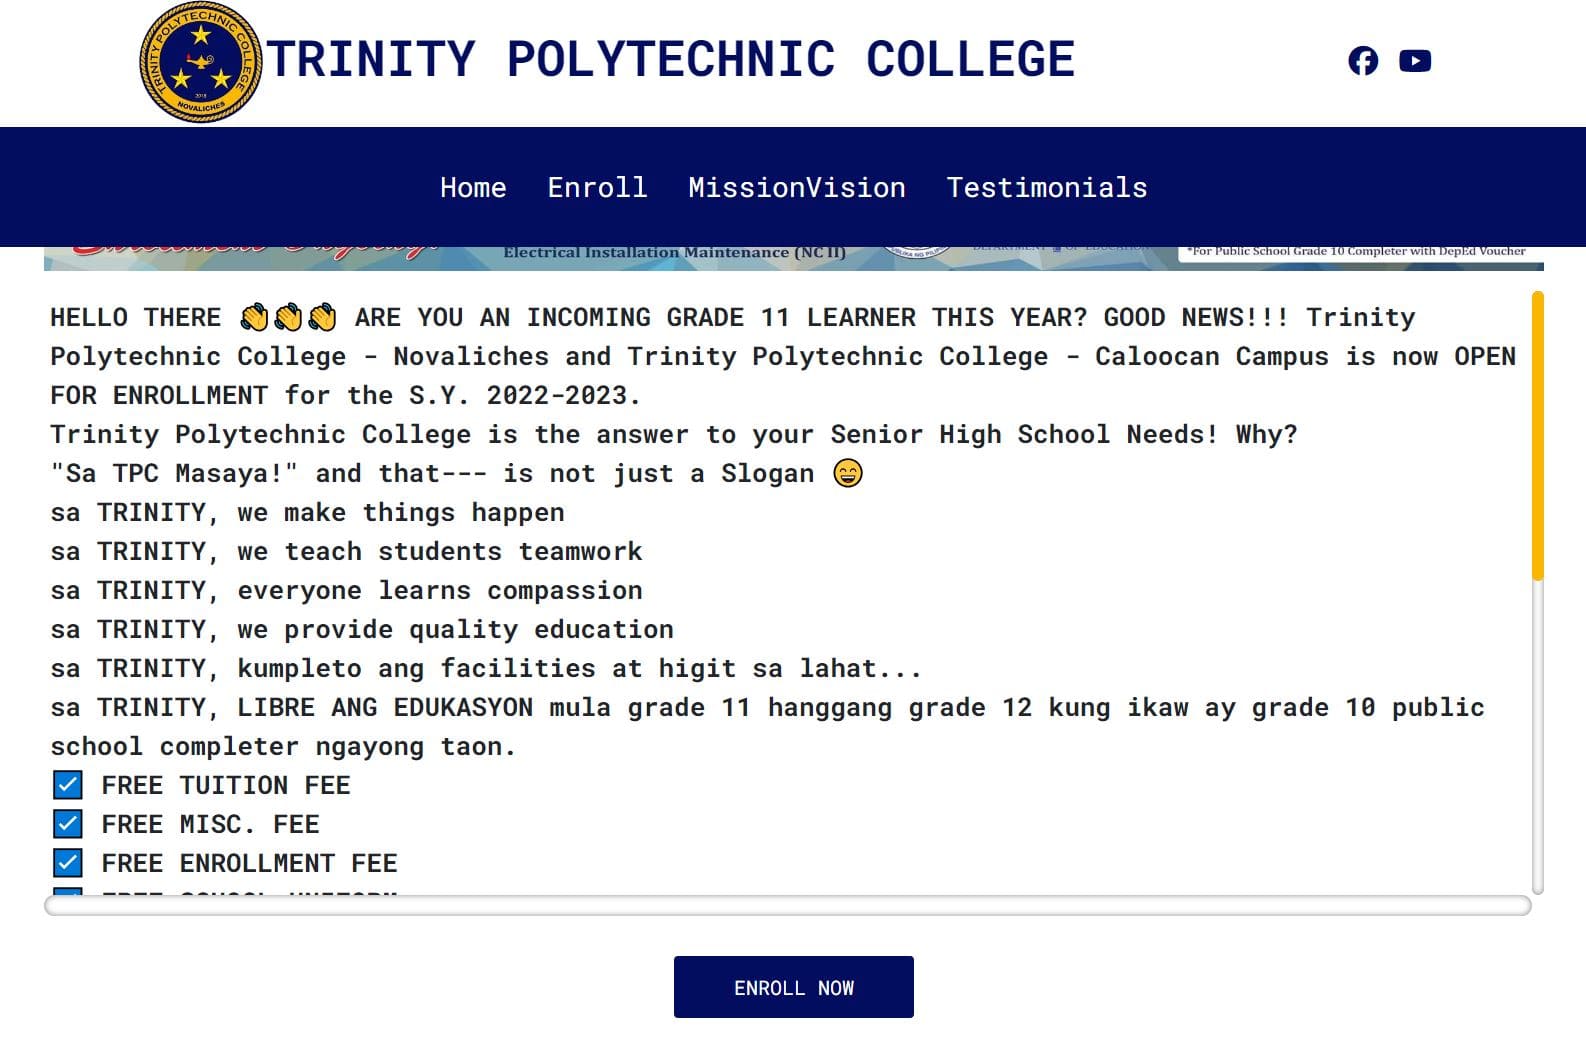 TRINITY POLYTECHNIC COLLEGE
NOVALICHES
TRINITY POLYTECHNIC COLLEGE
Home Enroll MissionVision Testimonials
Electrical Installation Maintenance (NC II)
DEPARTMENT OF EDUCATION
*For Public School Grade 10 Completer with DepEd Voucher
HELLO THERE 👏👏👏 ARE YOU AN INCOMING GRADE 11 LEARNER THIS YEAR? GOOD NEWS!!! Trinity
Polytechnic College - Novaliches and Trinity Polytechnic College - Caloocan Campus is now OPEN
FOR ENROLLMENT for the S.Y. 2022-2023.
Trinity Polytechnic College is the answer to your Senior High School Needs! Why?
"Sa TPC Masaya!" and that--- is not just a Slogan 😄
sa TRINITY, we make things happen
sa TRINITY, we teach students teamwork
sa TRINITY, everyone learns compassion
sa TRINITY, we provide quality education
sa TRINITY, kumpleto ang facilities at higit sa lahat...
sa TRINITY, LIBRE ANG EDUKASYON mula grade 11 hanggang grade 12 kung ikaw ay grade 10 public
school completer ngayong taon.
☑ FREE TUITION FEE
☑ FREE MISC. FEE
☑ FREE ENROLLMENT FEE
ENROLL NOW